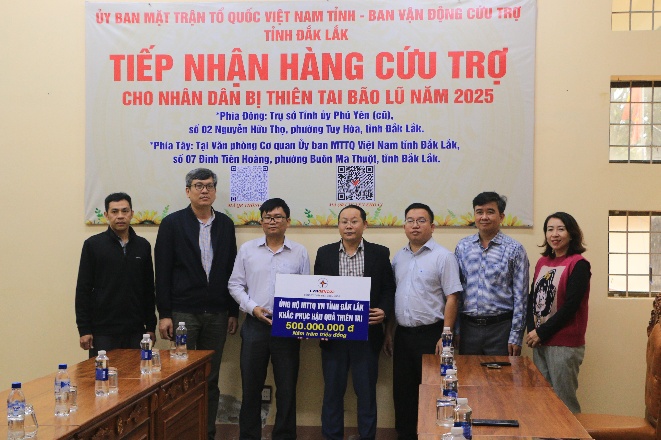 ỦY BAN MẶT TRẬN TỔ QUỐC VIỆT NAM TỈNH - BAN VẬN ĐỘNG CỨU TRỢ
TỈNH ĐẮK LẮK
TIẾP NHẬN HÀNG CỨU TRỢ
CHO NHÂN DÂN BỊ THIÊN TAI BÃO LŨ NĂM 2025
*Phía Đông: Trụ sở Tỉnh ủy Phú Yên (cũ),
số 02 Nguyễn Hữu Thọ, phường Tuy Hòa, tỉnh Đắk Lắk.
*Phía Tây: Tại Văn phòng Cơ quan Ủy ban MTTQ Việt Nam tỉnh Đắk Lắk,
số 07 Đinh Tiên Hoàng, phường Buôn Ma Thuột, tỉnh Đắk Lắk.
ỦNG HỘ MTTQ VN TỈNH ĐẮK LẮK
KHẮC PHỤC HẬU QUẢ THIÊN TAI
500.000.000 đ
Năm trăm triệu đồng